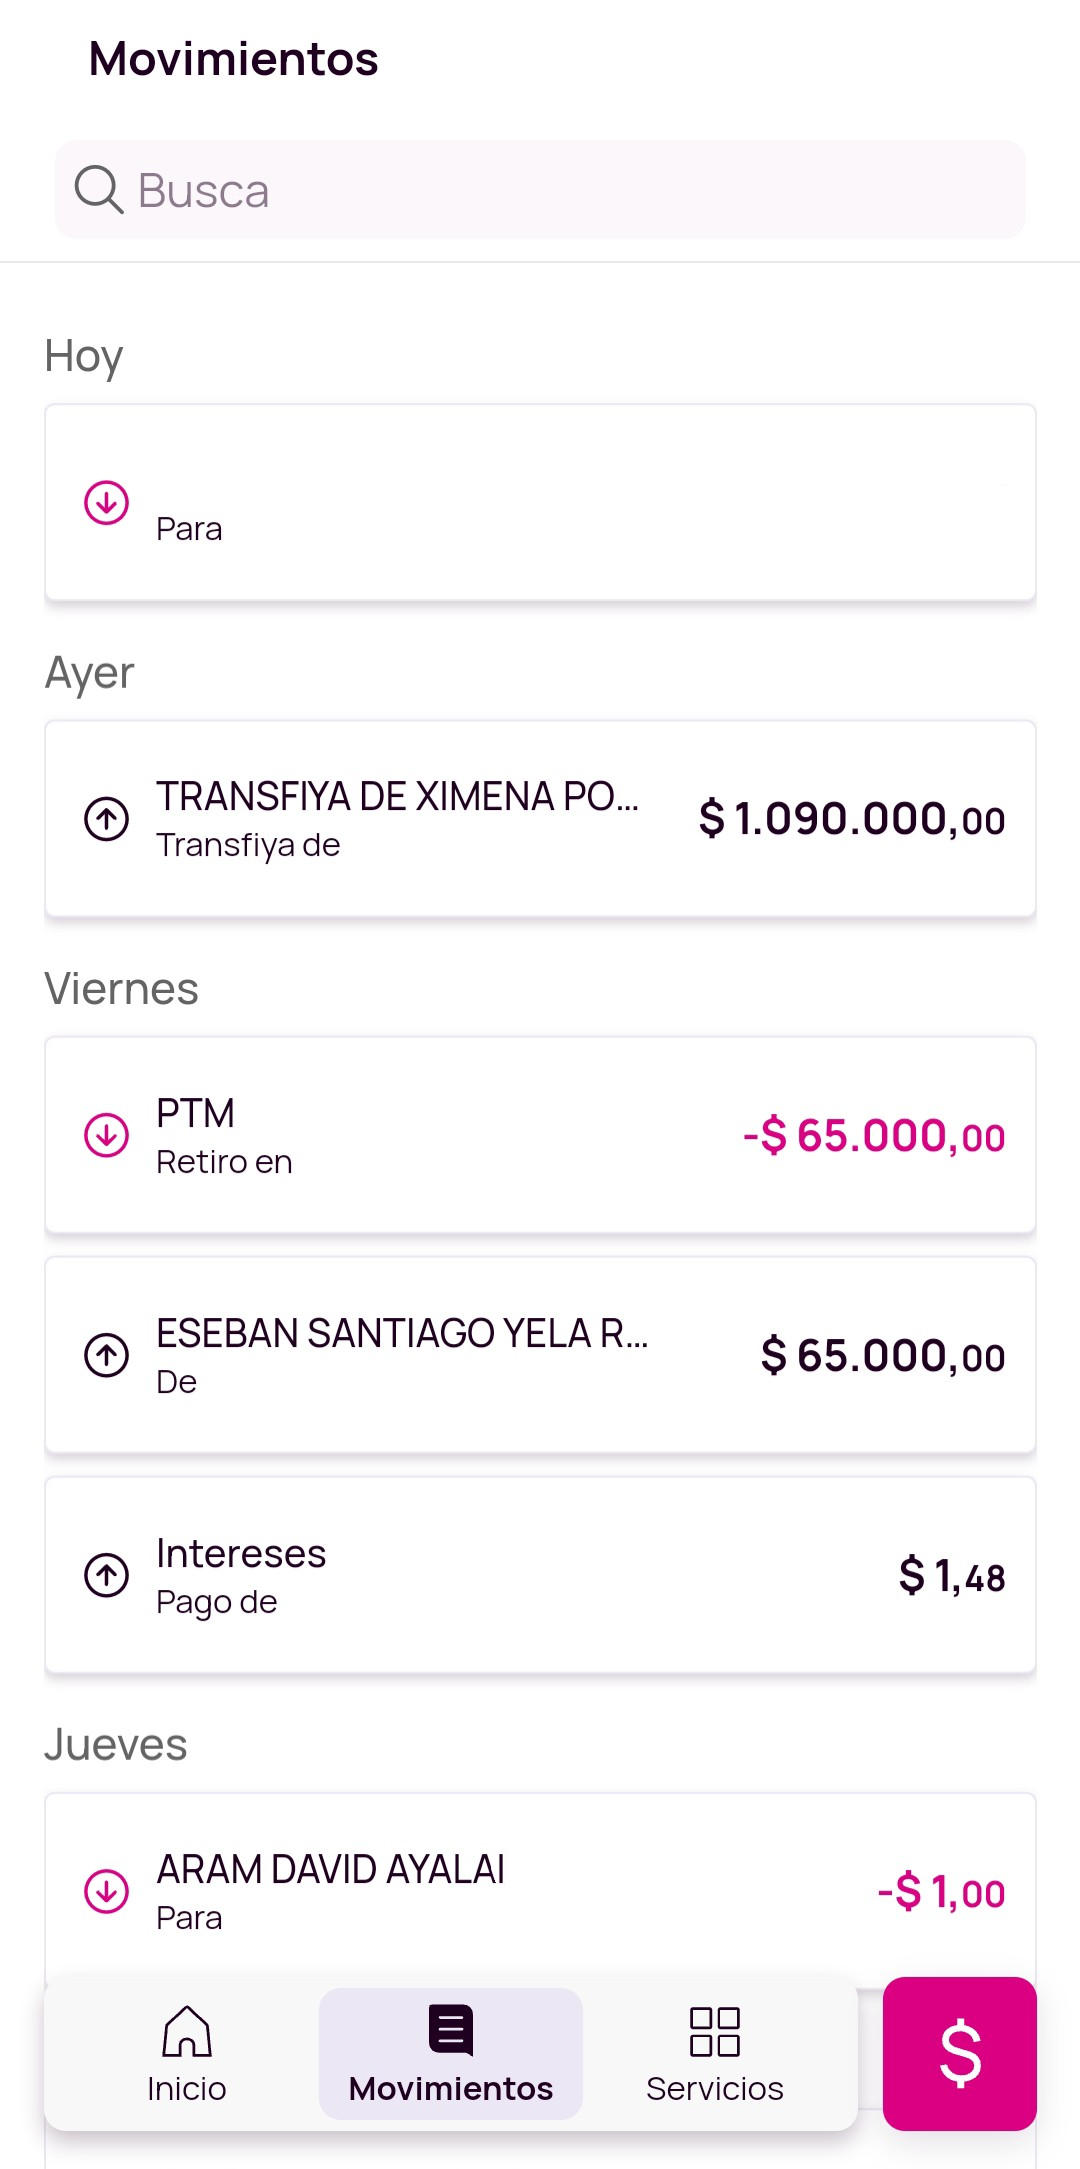 Movimientos
Busca
Hoy
Para
Ayer
TRANSFIYA DE XIMENA PO...
$ 1.090.000,00
Transfiya de
Viernes
PTM
-$ 65.000,00
Retiro en
ESEBAN SANTIAGO YELA R...
$ 65.000,00
De
Intereses
$ 1,48
Pago de
Jueves
ARAM DAVID AYALAI
-$ 1,00
Para
Inicio
Movimientos
Servicios
$